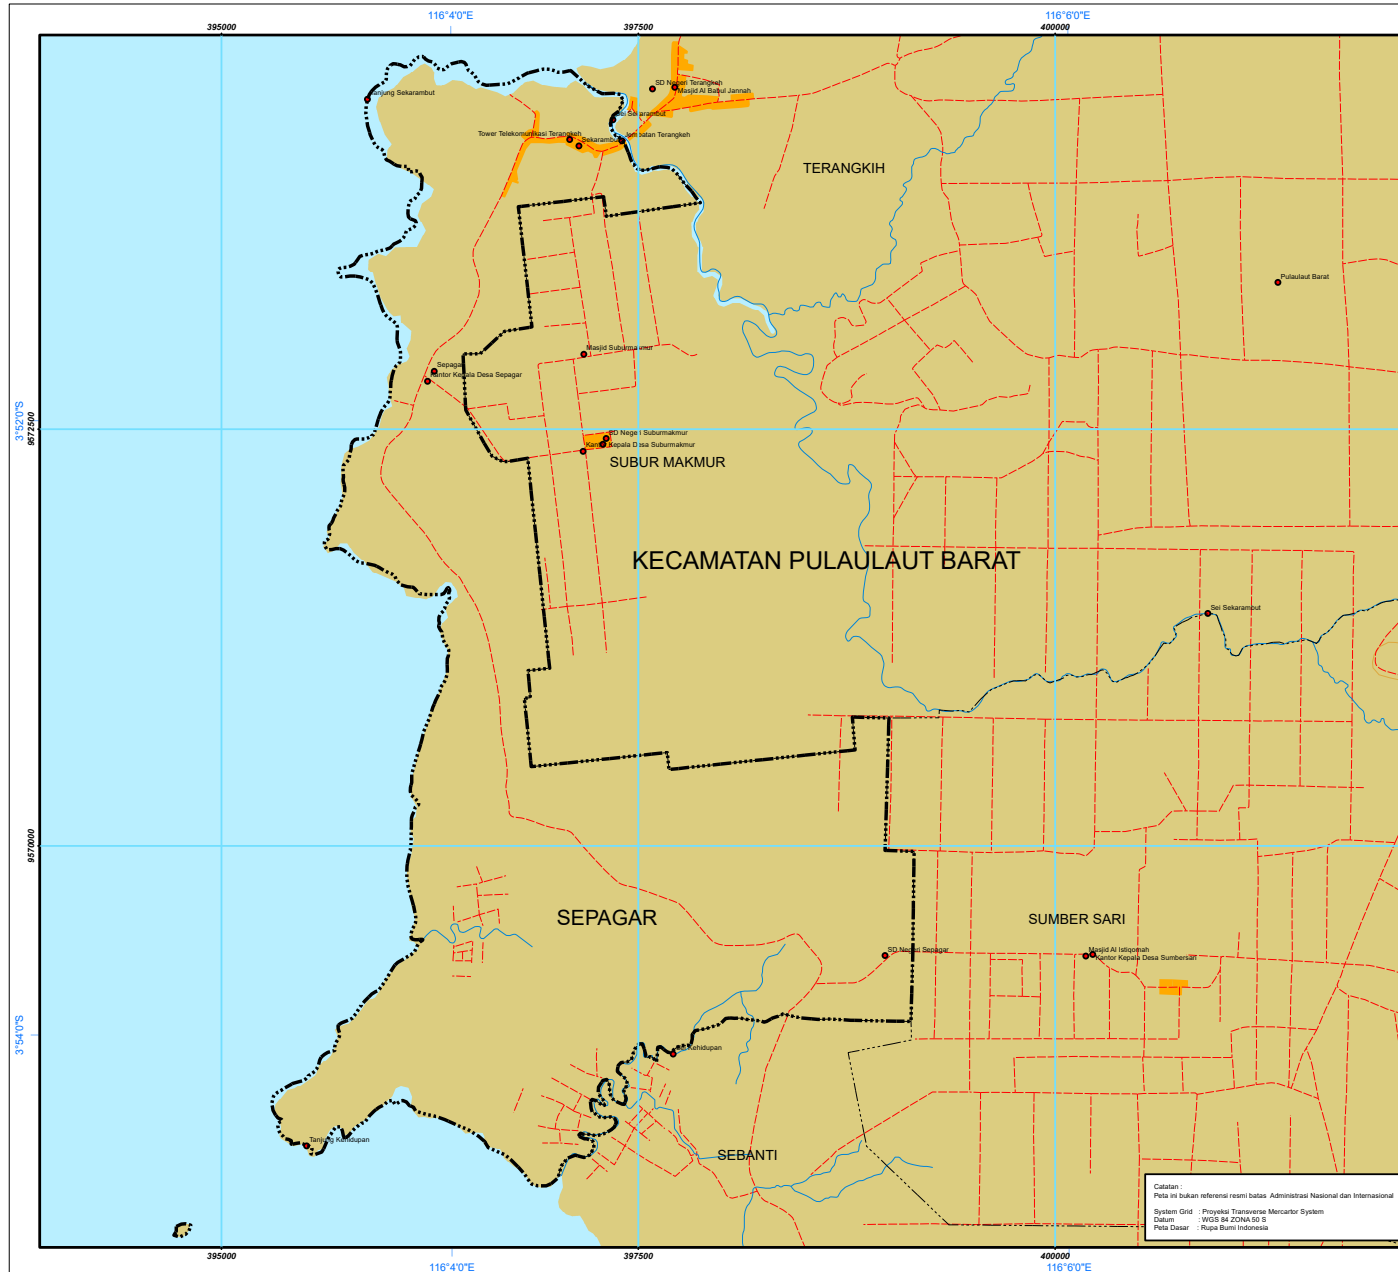 116°4'0"E
116°6'0"E
395000
397500
400000
SD Negeri Terangkeh
Masjid Al Babul Jannah
Tanjung Sekarambut
Sei Sekarambut
Tower Telekomunikasi Terangkeh
Jembatan Terangkeh
Sekarambut
TERANGKIH
Pulaulaut Barat
Masjid Suburmakmur
Sepagar
Kantor Kepala Desa Sepagar
3°52'0"S
9572500
SD Negeri Suburmakmur
Kantor Kepala Desa Suburmakmur
SUBUR MAKMUR
KECAMATAN PULAULAUT BARAT
Sei Sekarambut
9570000
SEPAGAR
SUMBER SARI
SD Negeri Sepagar
Masjid Al Istiqomah
Kantor Kepala Desa Sumbersari
3°54'0"S
Kehidupan
Tanjung Kehidupan
SEBANTI
Catatan :
Peta ini bukan referensi resmi batas Administrasi Nasional dan Internasional
System Grid : Proyeksi Transverse Mercartor System
Datum : WGS 84 ZONA 50 S
Peta Dasar : Rupa Bumi Indonesia
395000
397500
400000
116°4'0"E
116°6'0"E